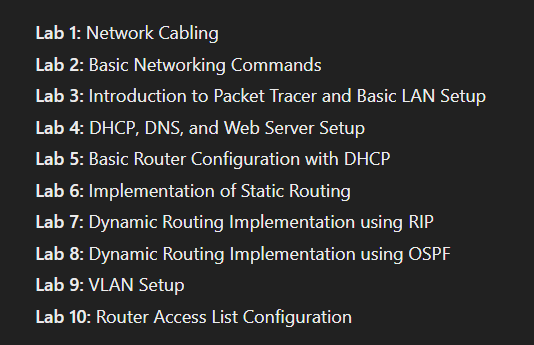 Lab 1: Network Cabling
Lab 2: Basic Networking Commands
Lab 3: Introduction to Packet Tracer and Basic LAN Setup
Lab 4: DHCP, DNS, and Web Server Setup
Lab 5: Basic Router Configuration with DHCP
Lab 6: Implementation of Static Routing
Lab 7: Dynamic Routing Implementation using RIP
Lab 8: Dynamic Routing Implementation using OSPF
Lab 9: VLAN Setup
Lab 10: Router Access List Configuration